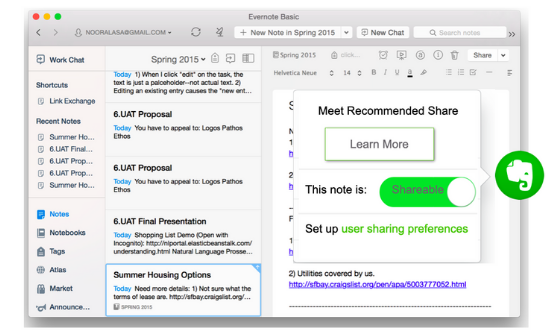 Evernote Basic
NOORALASA@GMAIL.COM
+ New Note in Spring 2015
New Chat
Search notes
Work Chat
Shortcuts
Link Exchange
Recent Notes
Summer Ho...
6.UAT Final...
6.UAT Prop...
6.UAT Prop...
Summer Ho...
Notes
Notebooks
Tags
Atlas
Market
Announce...
Spring 2015
Today 1) When I click "edit" on the task, the
text is just a palceholder--not actual text. 2)
Editing an existing entry causes the "new ent...
6.UAT Proposal
Today You have to appeal to: Logos Pathos
Ethos
6.UAT Proposal
Today You have to appeal to: Logos Pathos
Ethos
6.UAT Final Presentation
Today Shopping List Demo (Open with
Incognito): http://nlportal.elasticbeanstalk.com/
understanding.html Natural Language Prosse...
Summer Housing Options
Today Need more details: 1) Not sure what the
terms of lease are. http://sfbay.craigslist.org/...
SPRING 2015
Spring 2015
click...
Share
Helvetica Neue
14
B I U a
Meet Recommended Share
Learn More
This note is: Shareable
Set up user sharing preferences
2) Utilities covered by us.
http://sfbay.craigslist.org/pen/apa/5003777052.html